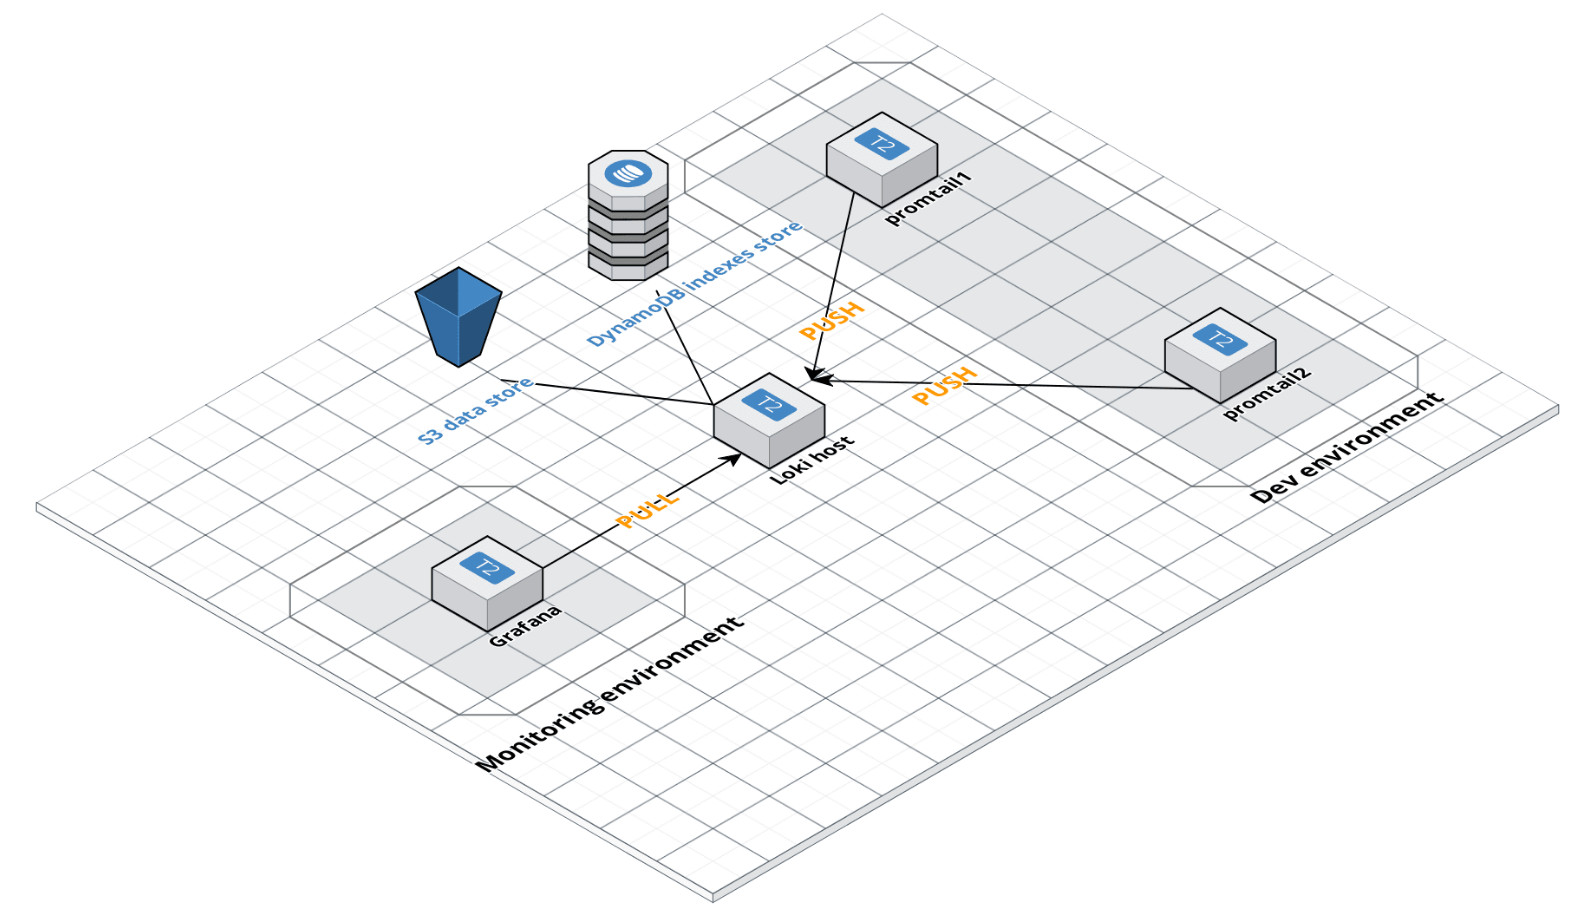 T2
promtail1
DynamoDB indexes store
PUSH
T2
promtail2
S3 data store
PUSH
T2
Loki host
Dev environment
PULL
T2
Grafana
Monitoring environment